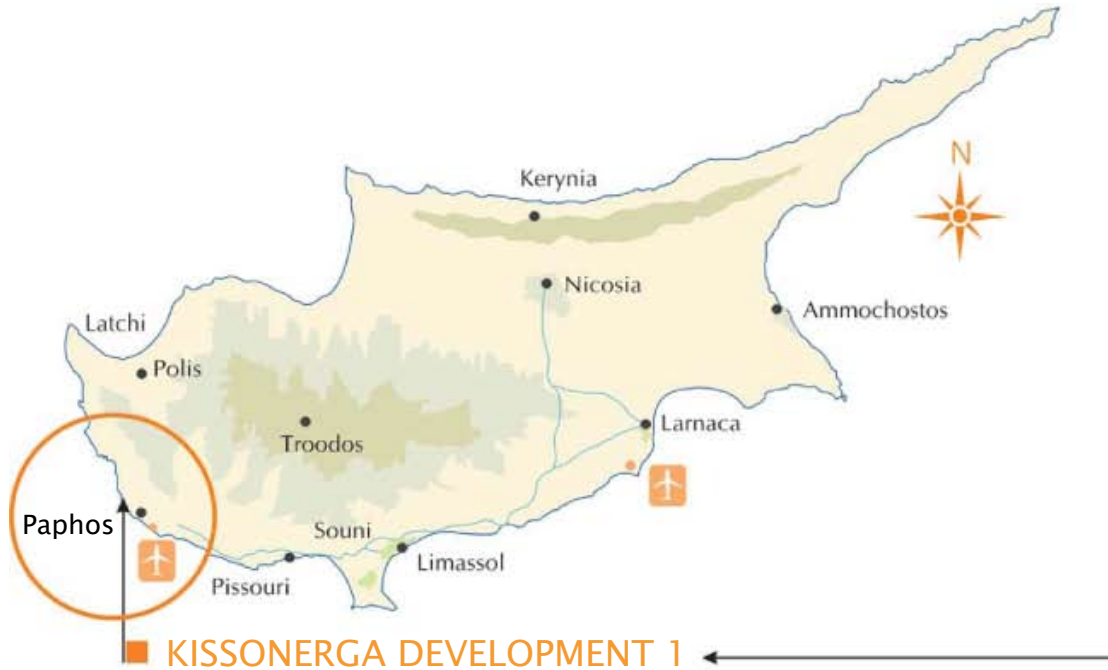 N
Kerynia
Nicosia
Ammochostos
Latchi
Polis
Larnaca
Troodos
Paphos
Souni
Limassol
Pissouri
KISSONERGA DEVELOPMENT 1